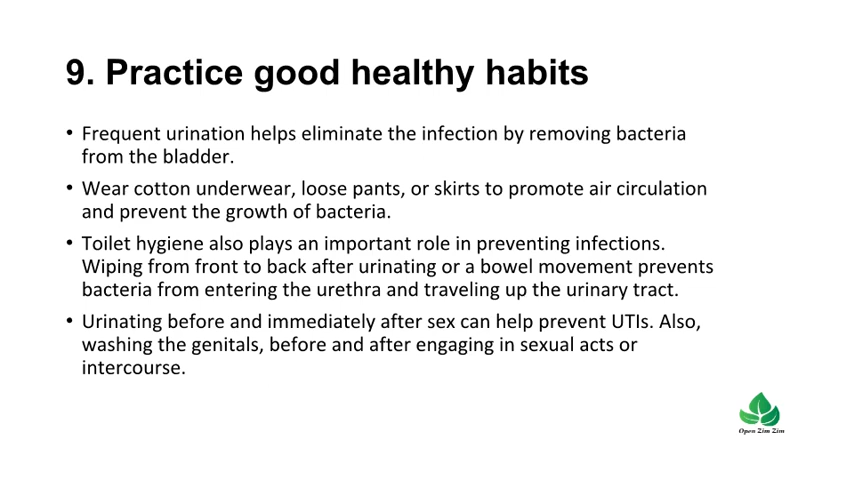 9. Practice good healthy habits
• Frequent urination helps eliminate the infection by removing bacteria
from the bladder.
• Wear cotton underwear, loose pants, or skirts to promote air circulation
and prevent the growth of bacteria.
• Toilet hygiene also plays an important role in preventing infections.
Wiping from front to back after urinating or a bowel movement prevents
bacteria from entering the urethra and traveling up the urinary tract.
• Urinating before and immediately after sex can help prevent UTIs. Also,
washing the genitals, before and after engaging in sexual acts or
intercourse.
Open Zim Zim